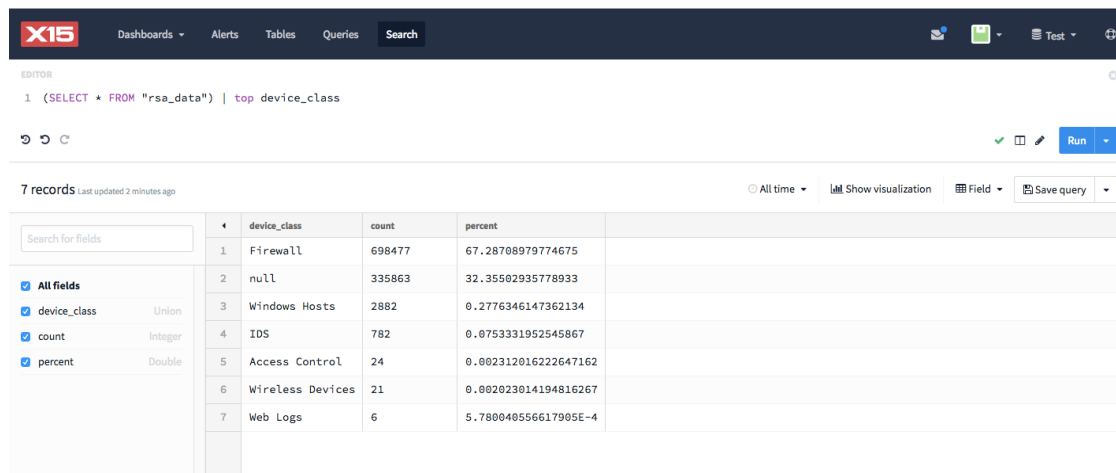 X15 Dashboards Alerts Tables Queries Search Test
EDITOR
1 (SELECT * FROM "rsa_data") | top device_class
Run
7 records Last updated 2 minutes ago All time Show visualization Field Save query
Search for fields
All fields
device_class Union
count Integer
percent Double
device_class count percent
1 Firewall 698477 67.28708979774675
2 null 335863 32.35502935778933
3 Windows Hosts 2882 0.2776346147362134
4 IDS 782 0.0753331952545867
5 Access Control 24 0.002312016222647162
6 Wireless Devices 21 0.002023014194816267
7 Web Logs 6 5.780040556617905E-4